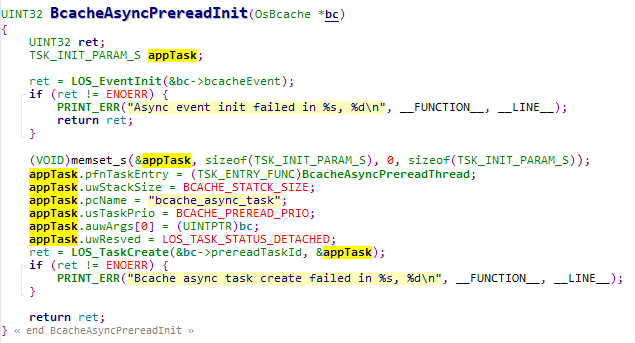 UINT32 BcacheAsyncPrereadInit(OsBcache *bc)
{
    UINT32 ret;
    TSK_INIT_PARAM_S appTask;

    ret = LOS_EventInit(&bc->bcacheEvent);
    if (ret != ENOERR) {
        PRINT_ERR("Async event init failed in %s, %d\n", __FUNCTION__, __LINE__);
        return ret;
    }

    (VOID)memset_s(&appTask, sizeof(TSK_INIT_PARAM_S), 0, sizeof(TSK_INIT_PARAM_S));
    appTask.pfnTaskEntry = (TSK_ENTRY_FUNC)BcacheAsyncPrereadThread;
    appTask.uwStackSize = BCACHE_STATCK_SIZE;
    appTask.pcName = "bcache_async_task";
    appTask.usTaskPrio = BCACHE_PREREAD_PRIO;
    appTask.auwArgs[0] = (UINTPTR)bc;
    appTask.uwResved = LOS_TASK_STATUS_DETACHED;
    ret = LOS_TaskCreate(&bc->prereadTaskId, &appTask);
    if (ret != ENOERR) {
        PRINT_ERR("Bcache async task create failed in %s, %d\n", __FUNCTION__, __LINE__);
    }

    return ret;
} « end BcacheAsyncPrereadInit »